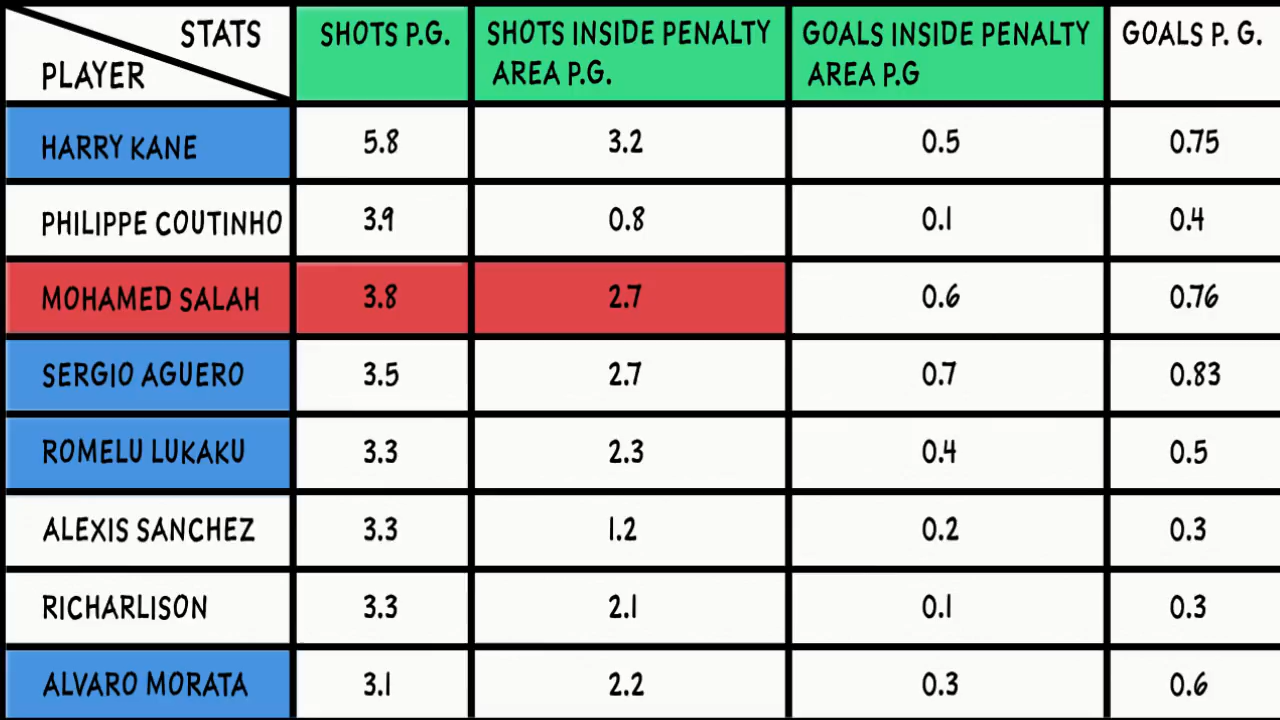 STATS SHOTS P.G. SHOTS INSIDE PENALTY GOALS INSIDE PENALTY GOALS P. G.
PLAYER AREA P.G. AREA P.G
HARRY KANE 5.8 3.2 0.5 0.75
PHILIPPE COUTINHO 3.9 0.8 0.1 0.4
MOHAMED SALAH 3.8 2.7 0.6 0.76
SERGIO AGUERO 3.5 2.7 0.7 0.83
ROMELU LUKAKU 3.3 2.3 0.4 0.5
ALEXIS SANCHEZ 3.3 1.2 0.2 0.3
RICHARLISON 3.3 2.1 0.1 0.3
ALVARO MORATA 3.1 2.2 0.3 0.6